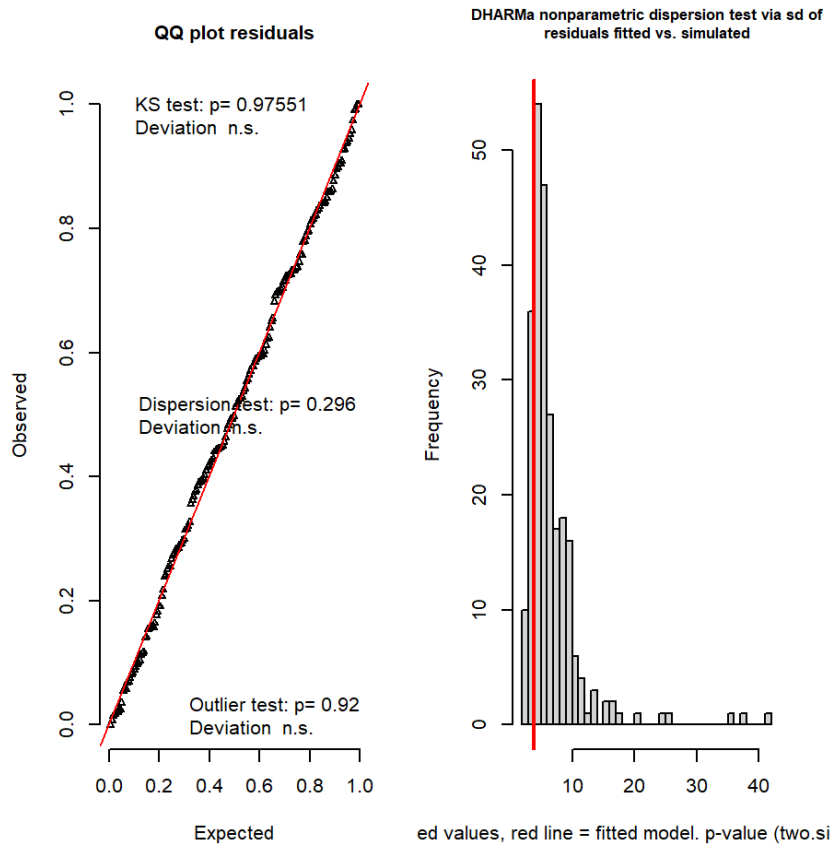 QQ plot residuals
KS test: p= 0.97551
Deviation n.s.
Dispersion test: p= 0.296
Deviation n.s.
Outlier test: p= 0.92
Deviation n.s.
Observed
0.0 0.2 0.4 0.6 0.8 1.0
0.0 0.2 0.4 0.6 0.8 1.0
Expected
DHARMa nonparametric dispersion test via sd of
residuals fitted vs. simulated
Frequency
0 10 20 30 40 50
10 20 30 40
ed values, red line = fitted model. p-value (two.si